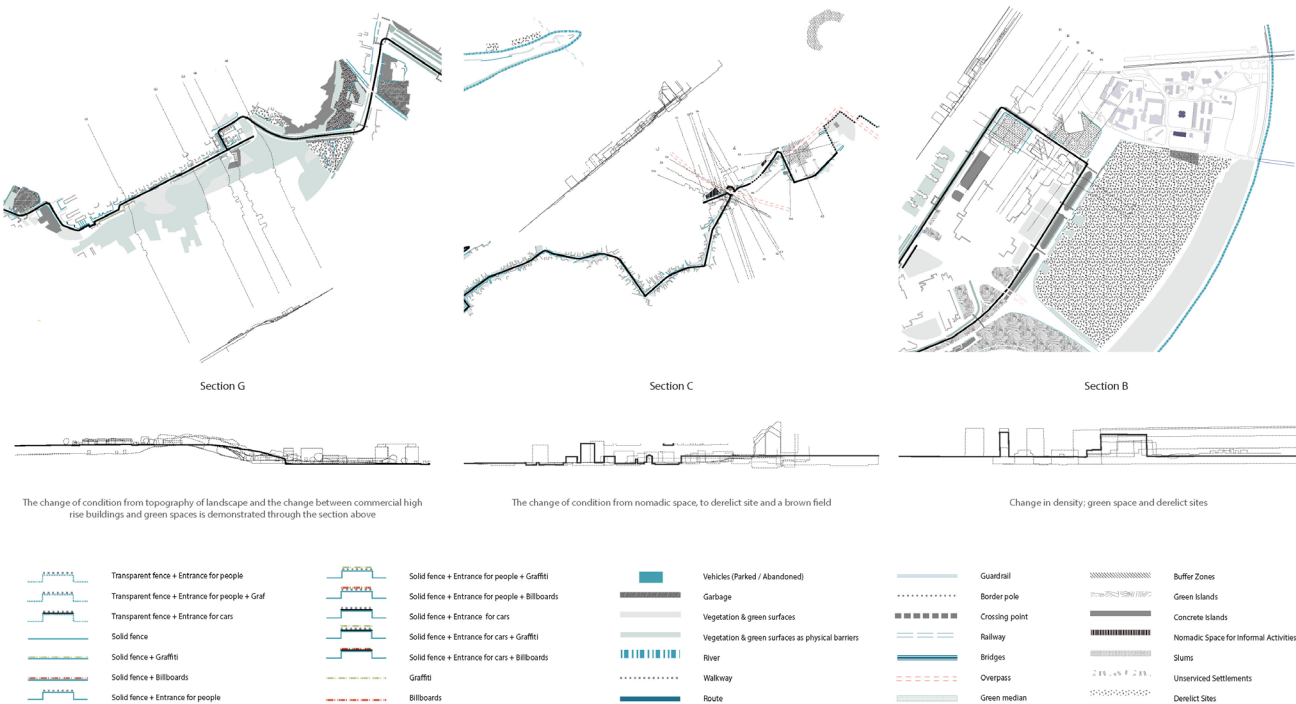 Section G
Section C
Section B
The change of condition from topography of landscape and the change between commercial high
rise buildings and green spaces is demonstrated through the section above
The change of condition from nomadic space, to derelict site and a brown field
Change in density; green space and derelict sites
Transparent fence + Entrance for people
Transparent fence + Entrance for people + Graf
Transparent fence + Entrance for cars
Solid fence
Solid fence + Graffiti
Solid fence + Billboards
Solid fence + Entrance for people
Solid fence + Entrance for people + Graffiti
Solid fence + Entrance for people + Billboards
Solid fence + Entrance for cars
Solid fence + Entrance for cars + Graffiti
Solid fence + Entrance for cars + Billboards
Graffiti
Billboards
Vehicles (Parked / Abandoned)
Garbage
Vegetation & green surfaces
Vegetation & green surfaces as physical barriers
River
Walkway
Route
Guardrail
Border pole
Crossing point
Railway
Bridges
Overpass
Green median
Buffer Zones
Green Islands
Concrete Islands
Nomadic Space for Informal Activities
Slums
Unserviced Settlements
Derelict Sites